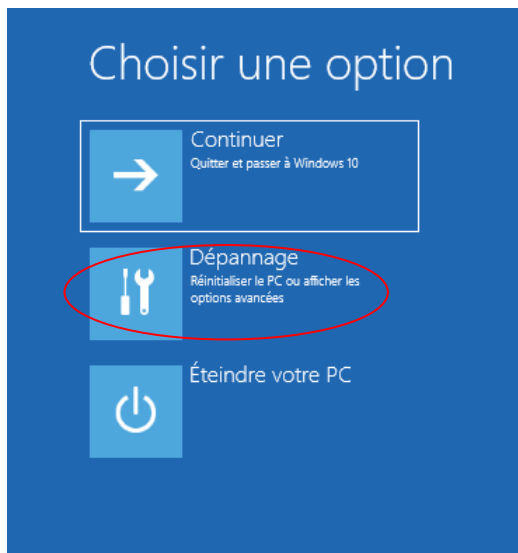 Choisir une option
Continuer
Quitter et passer à Windows 10
Dépannage
Réinitialiser le PC ou afficher les
options avancées
Éteindre votre PC